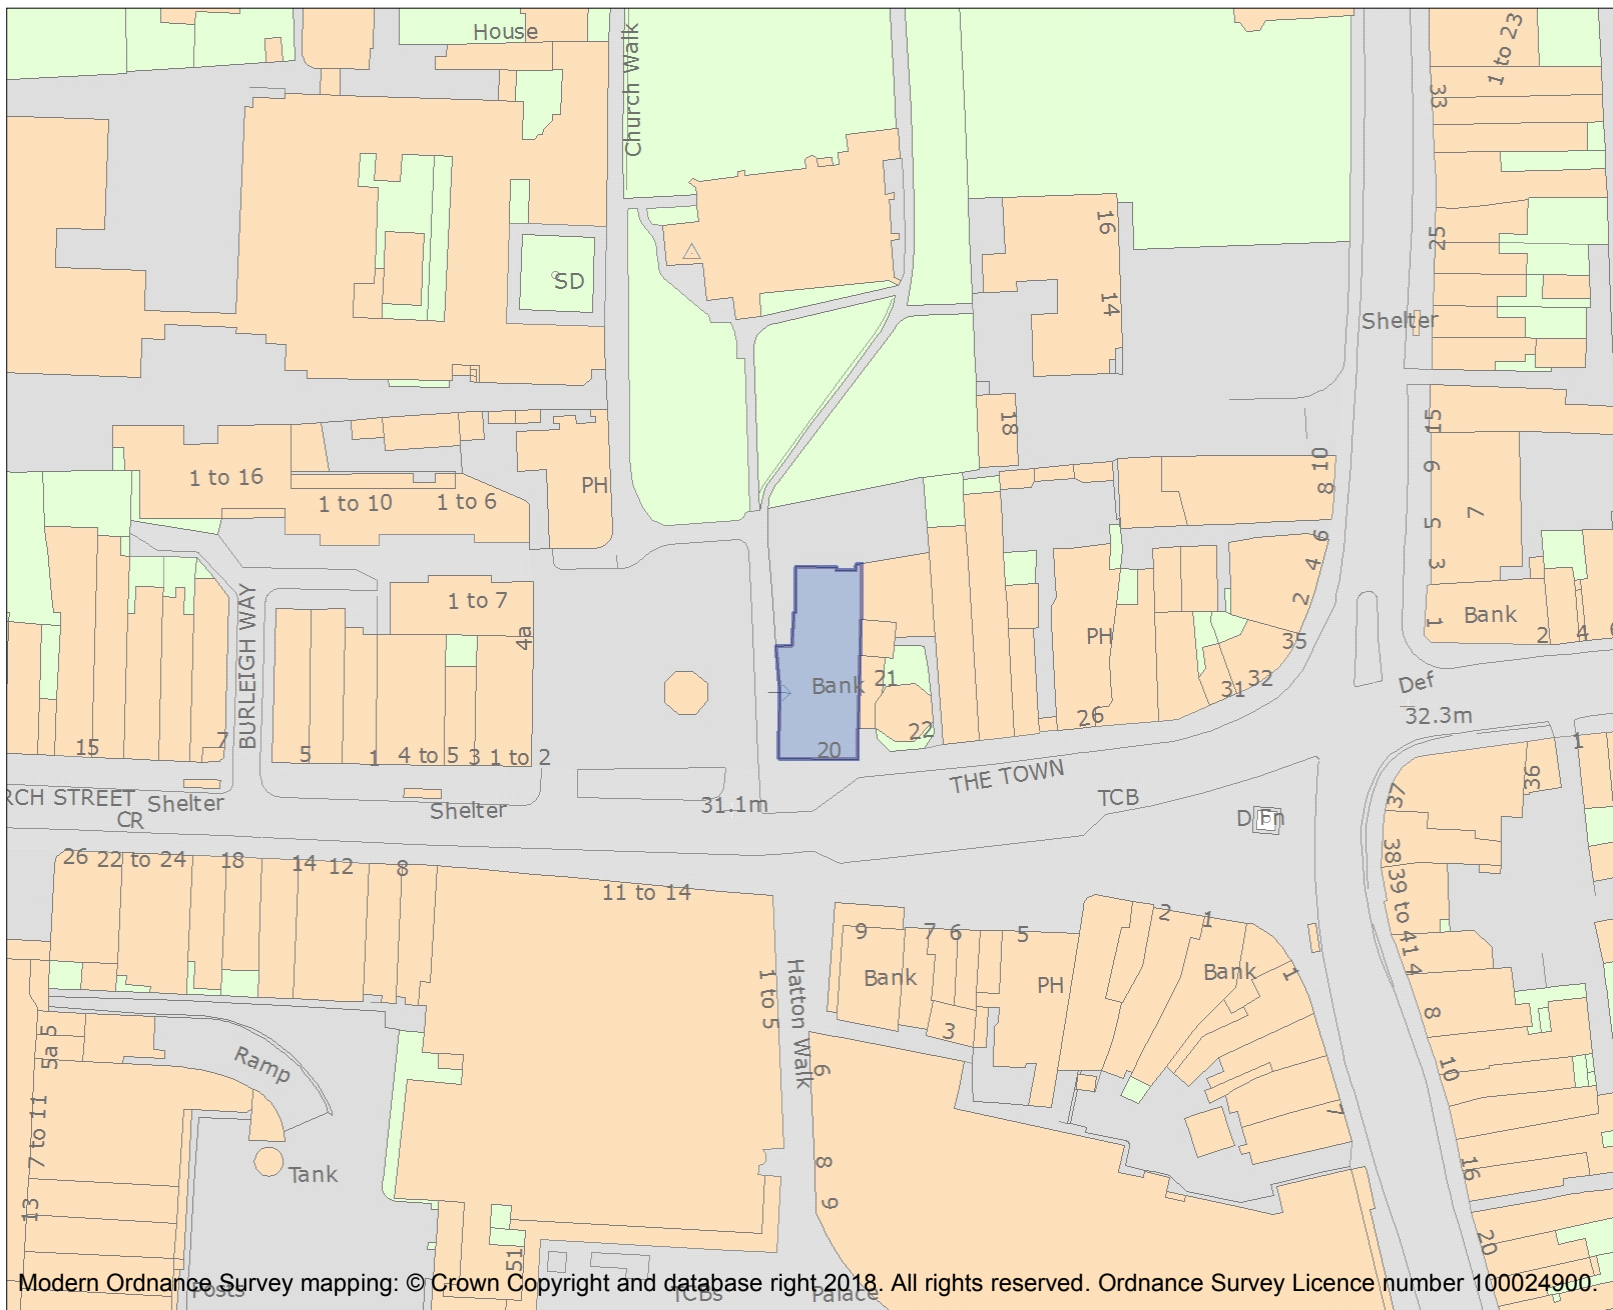 House
Church Walk
1 to 23
33
16
25
SD
14
Shelter
18
15
1 to 16
1 to 10
1 to 6
PH
10
8
9
7
5
6
3
4
2
1 to 7
BURLEIGH WAY
4a
PH
35
1
Bank
2
4
6
Bank
21
31
32
Def
32.3m
15
7
5
1
4 to 5
3
1 to 2
20
22
26
1
THE TOWN
36
RCH STREET
Shelter
Shelter
31.1m
TCB
D Fn
37
CR
26
22 to 24
18
14
12
8
11 to 14
38
39 to 41
9
7
6
5
2
1
4
Bank
PH
Bank
1
1 to 5
Hatton Walk
8
5a
5
3
Ramp
6
10
7 to 11
7
Tank
8
9
16
13
20
51
Posts
TCBs
Palace
Modern Ordnance Survey mapping: © Crown Copyright and database right 2018. All rights reserved. Ordnance Survey Licence number 100024900.